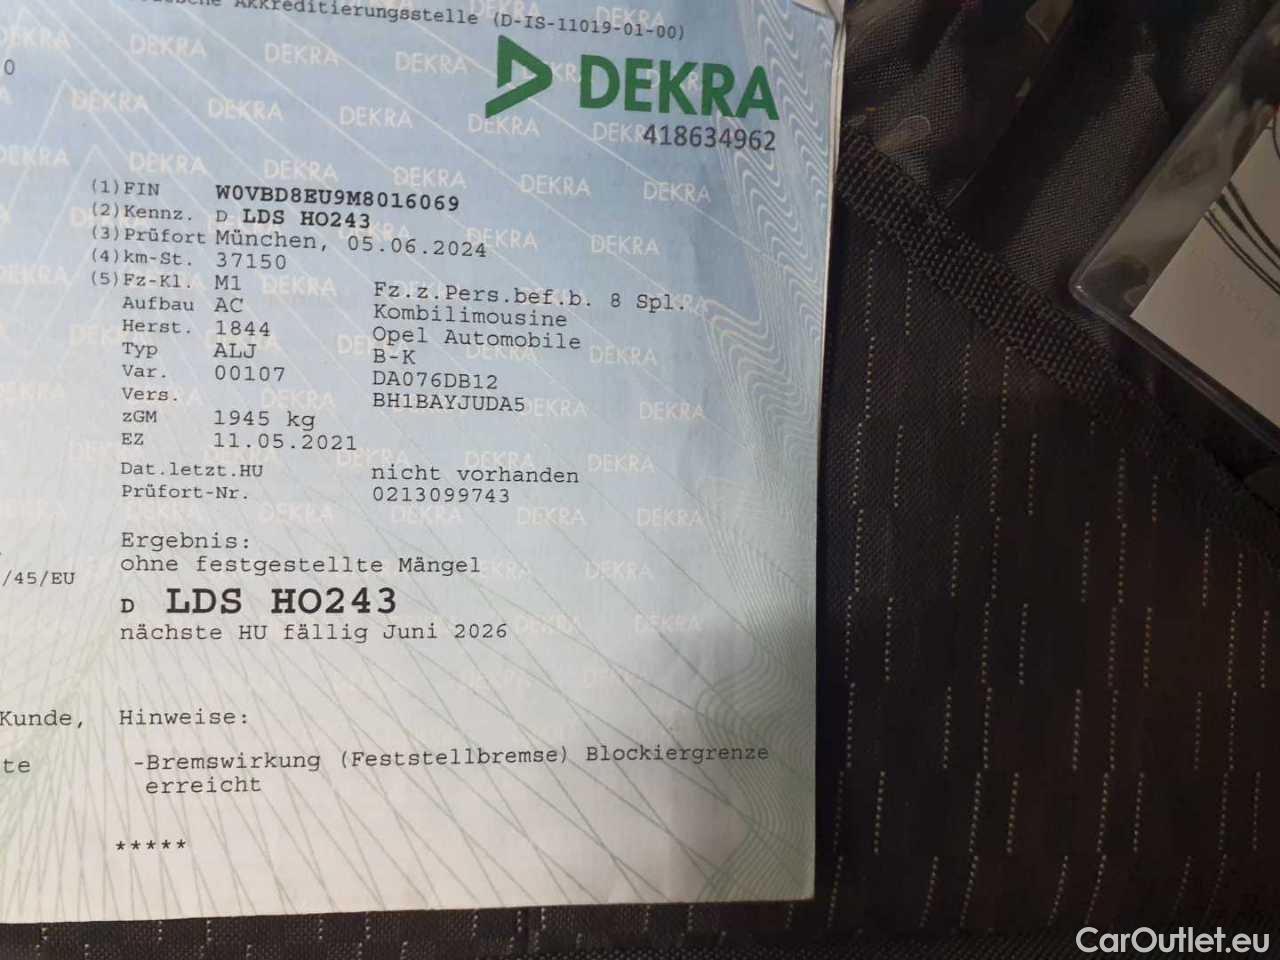 Akkreditierungsstelle (D-IS-11019-01-00)
DEKRA
418634962
0
(1) FIN W0VBD8EU9M8016069
(2) Kennz. D LDS HO243
(3) Prüfort München, 05.06.2024
(4) km-St. 37150
(5) Fz-Kl. M1 Fz.z.Pers.bef.b. 8 Spl.
Aufbau AC Kombilimousine
Herst. 1844 Opel Automobile
Typ ALJ B-K
Var. 00107 DA076DB12
Vers. BH1BAYJUDA5
zGM 1945 kg
EZ 11.05.2021
Dat.letzt.HU nicht vorhanden
Prüfort-Nr. 0213099743
Ergebnis:
ohne festgestellte Mängel
/45/EU
D LDS HO243
nächste HU fällig Juni 2026
Kunde, Hinweise:
te -Bremswirkung (Feststellbremse) Blockiergrenze
erreicht
*****
CarOutlet.eu